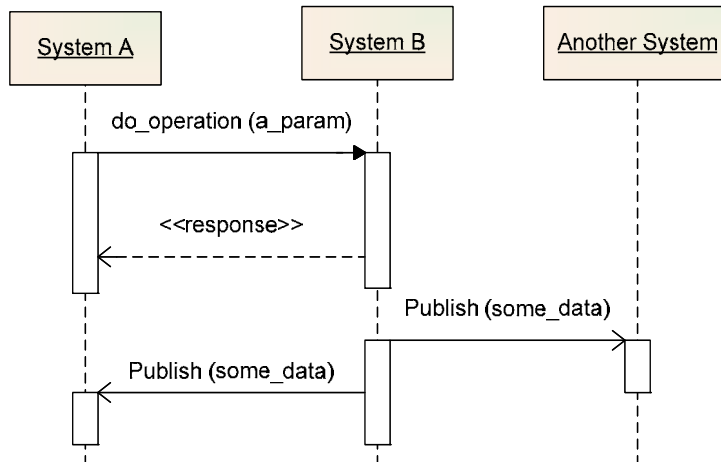 System A
System B
Another System
do_operation (a_param)
<<response>>
Publish (some_data)
Publish (some_data)